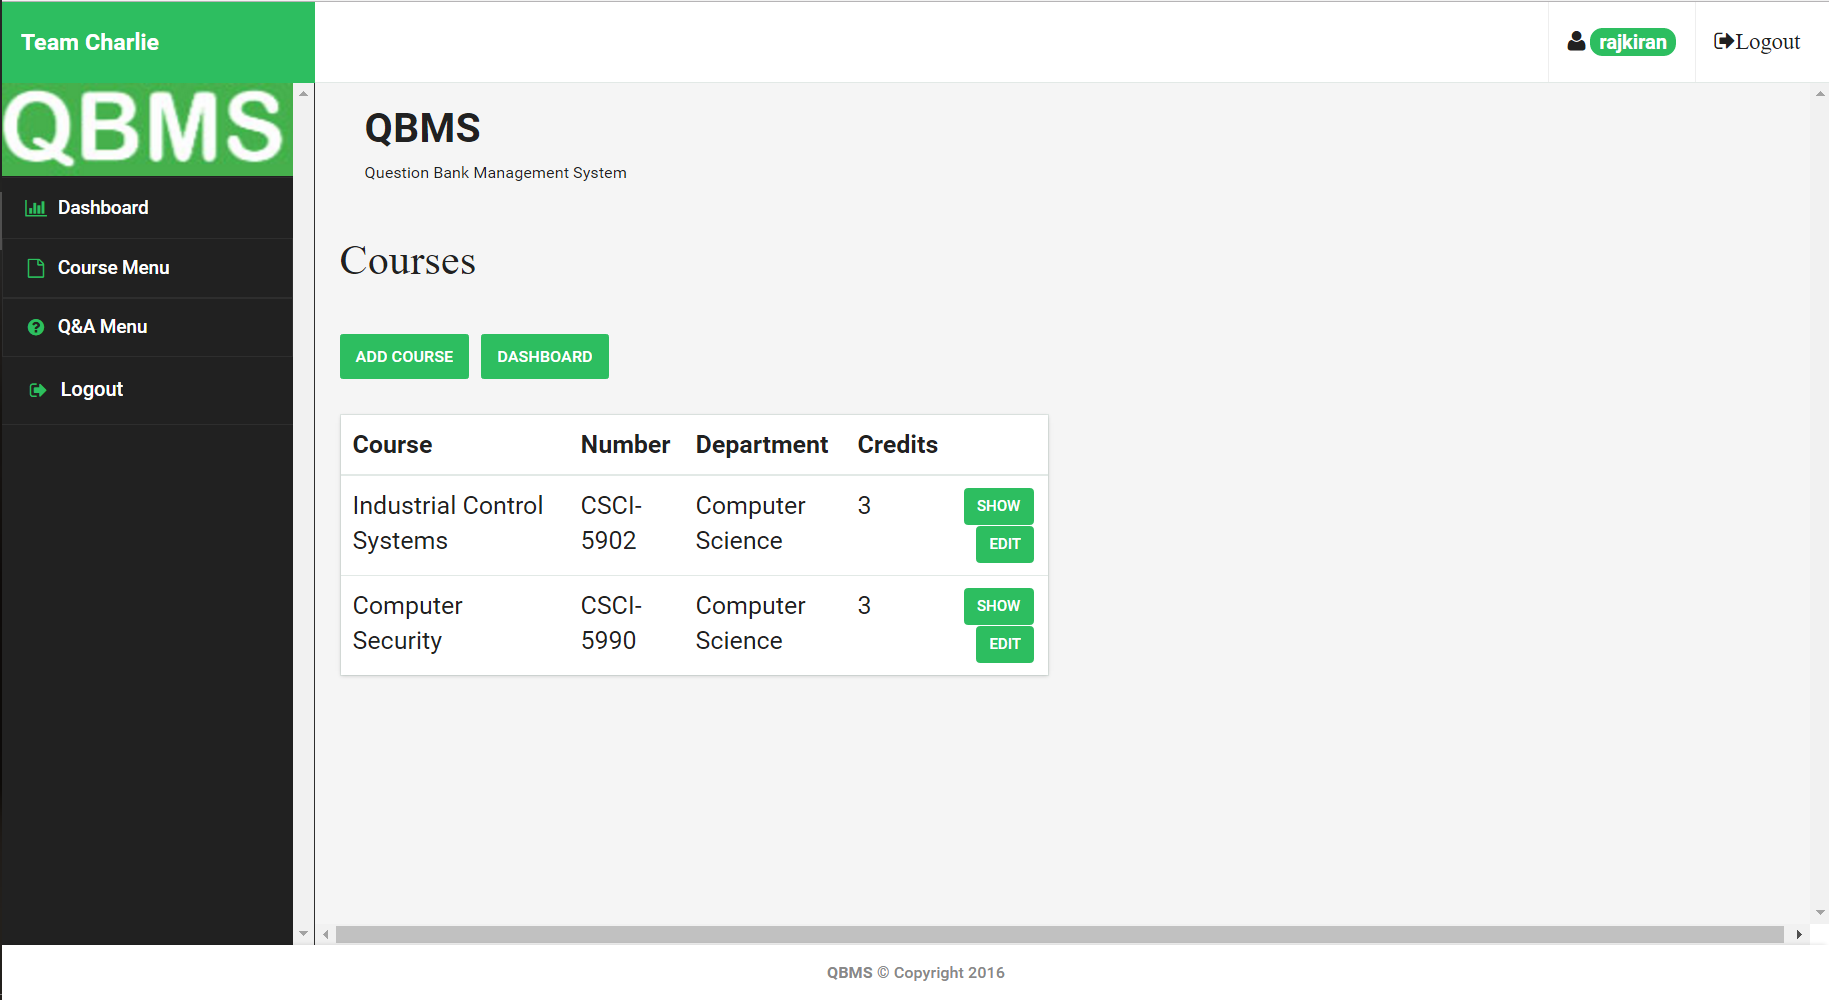 Team Charlie
rajkiran
Logout
QBMS
Dashboard
Course Menu
Q&A Menu
Logout
QBMS
Question Bank Management System
Courses
ADD COURSE
DASHBOARD
Course Number Department Credits
Industrial Control CSCI- Computer 3 SHOW
Systems 5902 Science EDIT
Computer CSCI- Computer 3 SHOW
Security 5990 Science EDIT
QBMS © Copyright 2016